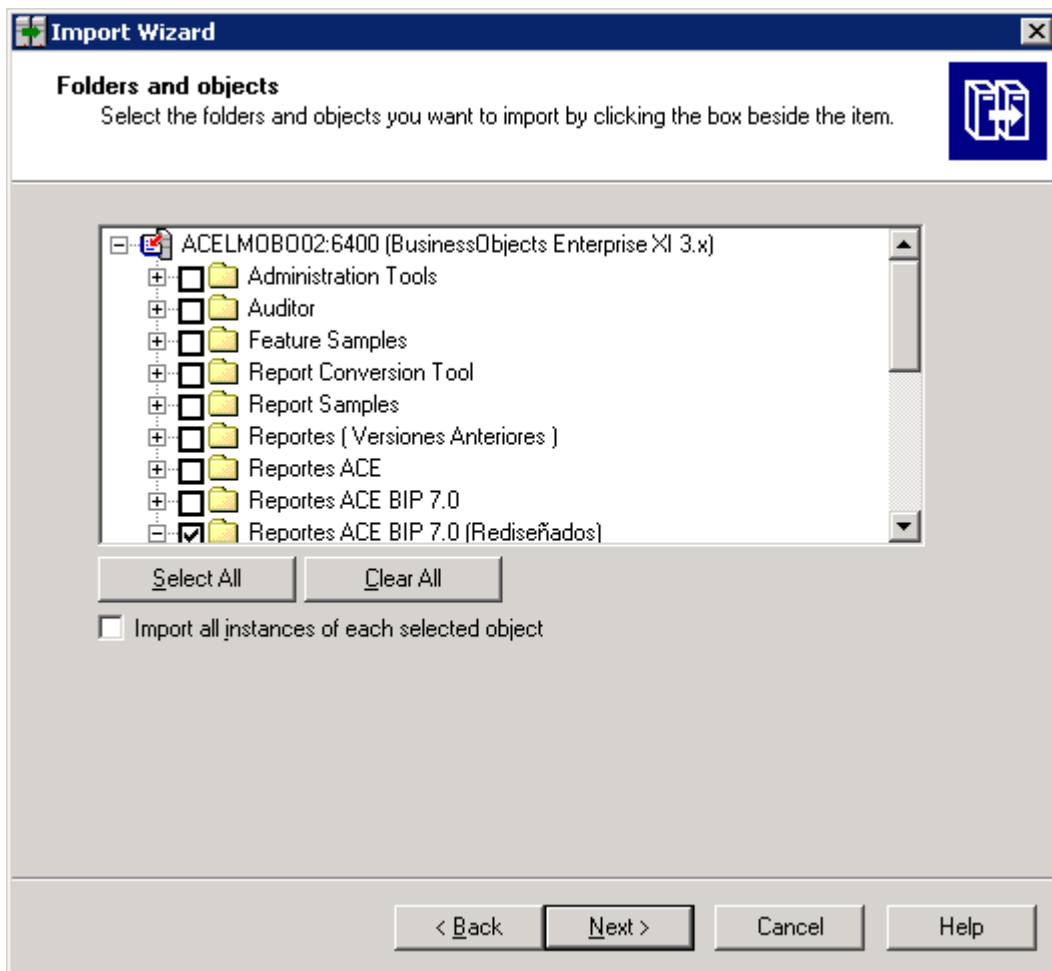 Import Wizard
Folders and objects
Select the folders and objects you want to import by clicking the box beside the item.
ACELMOBO02:6400 (BusinessObjects Enterprise XI 3.x)
Administration Tools
Auditor
Feature Samples
Report Conversion Tool
Report Samples
Reportes ( Versiones Anteriores )
Reportes ACE
Reportes ACE BIP 7.0
Reportes ACE BIP 7.0 (Rediseñados)
Select All Clear All
Import all instances of each selected object
< Back Next > Cancel Help